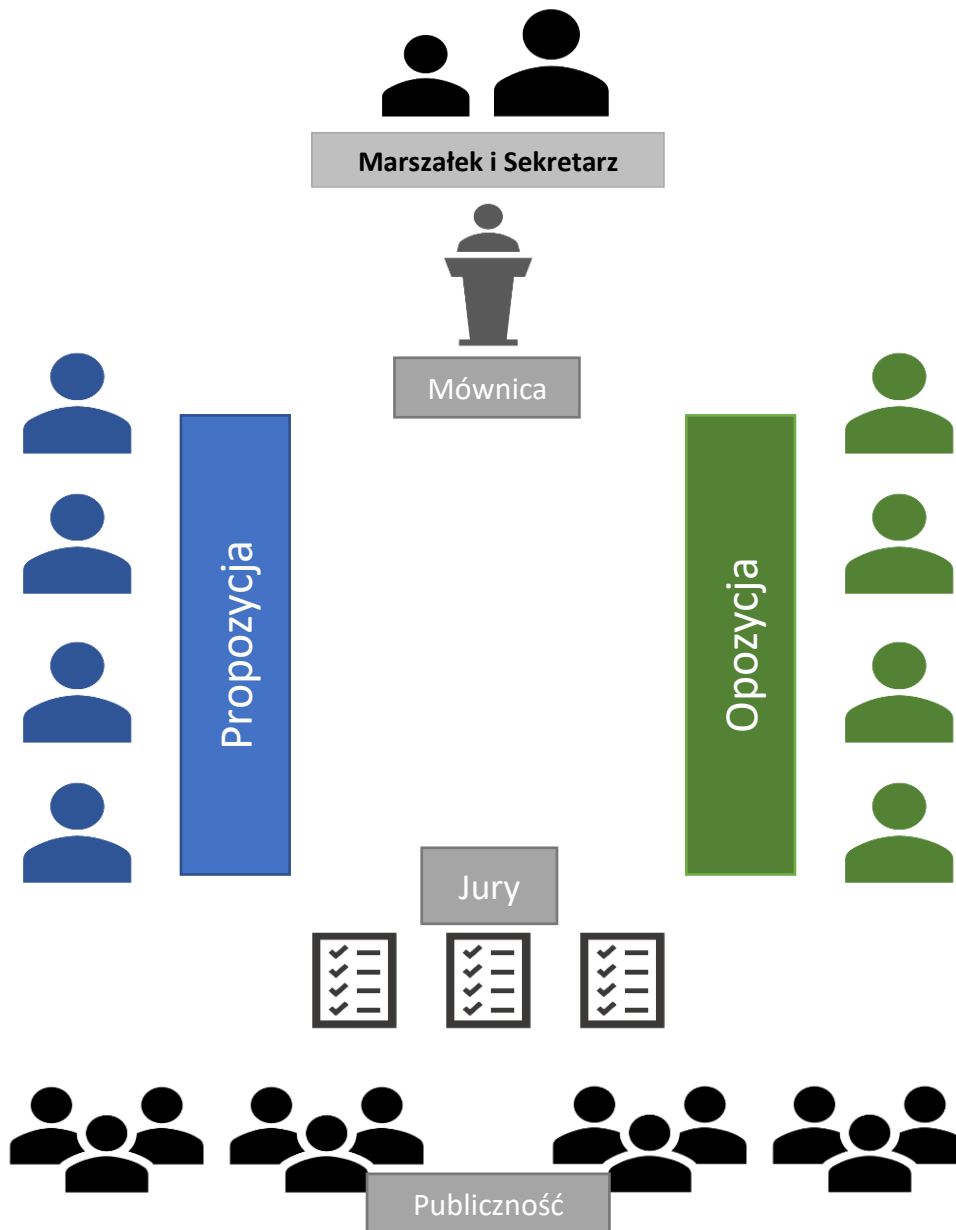 Marszałek i Sekretarz
Mównica
Propozycja
Opozycja
Jury
Publiczność